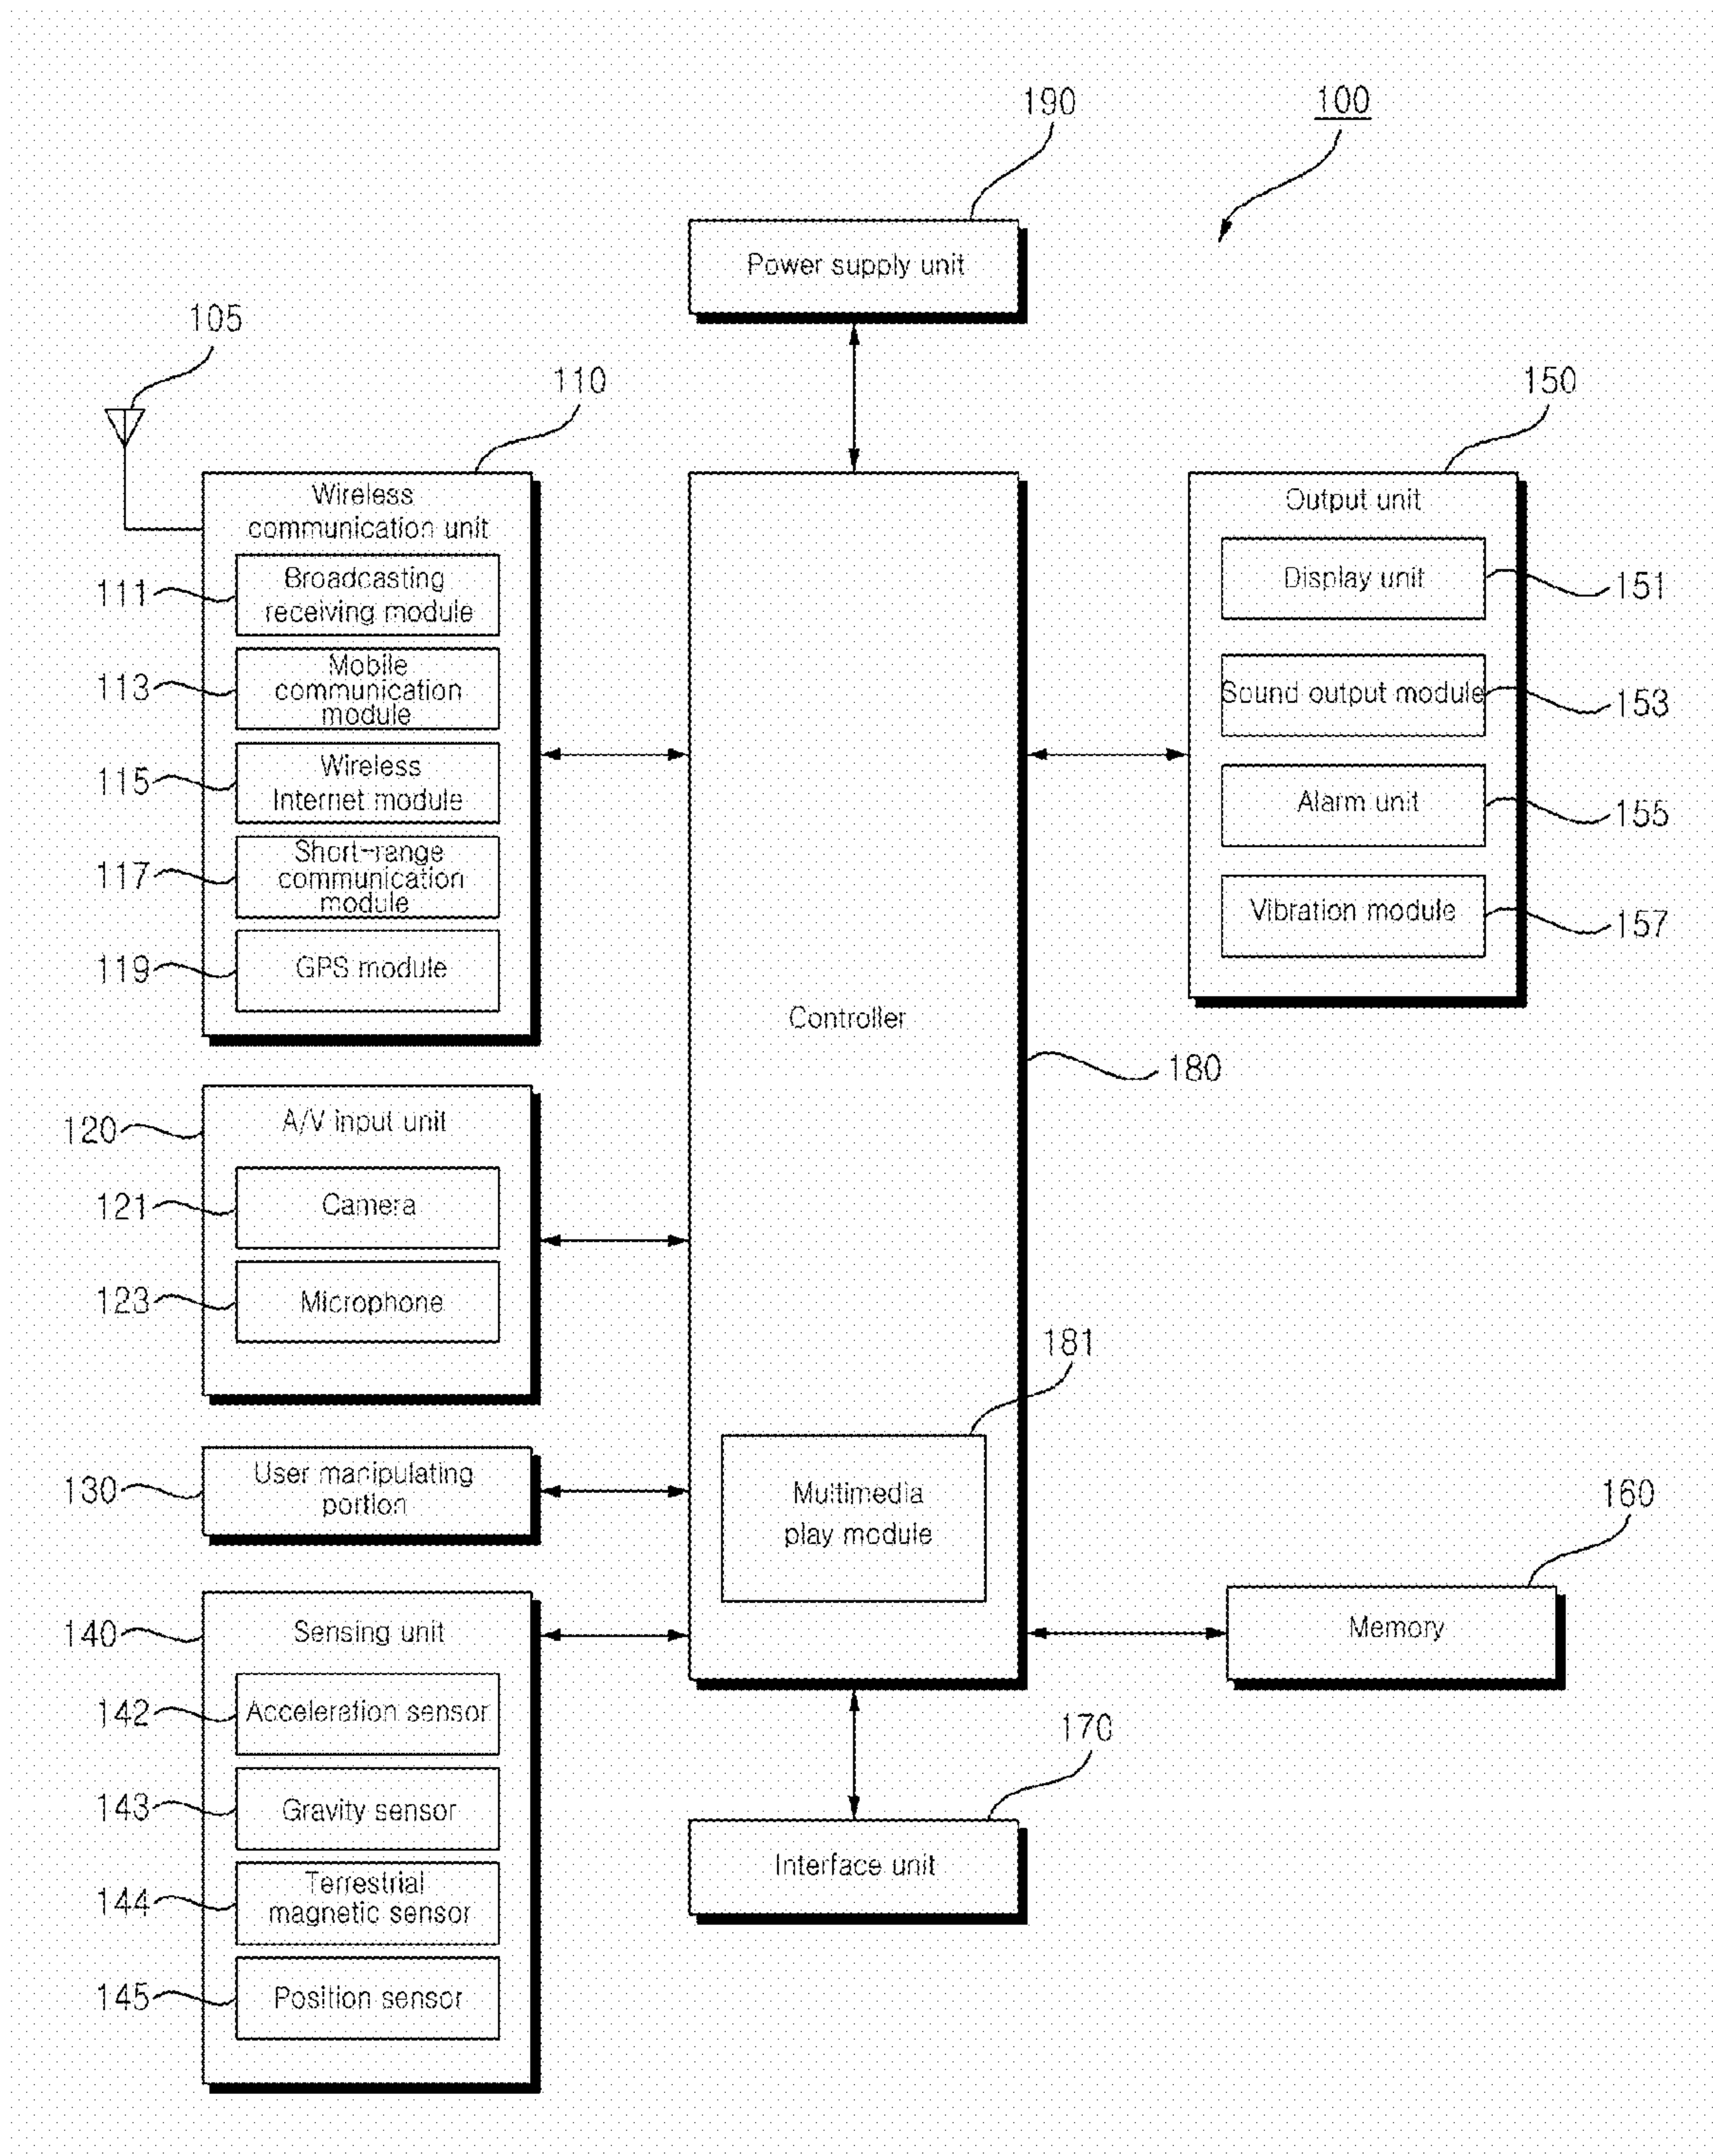 190
100
Power supply unit
105
110
150
Wireless
communication unit
111
Broadcasting
receiving module
113
Mobile
communication
module
115
Wireless
Internet module
117
Short-range
communication
module
119
GPS module
Output unit
Display unit
151
Sound output module
153
Alarm unit
155
Vibration module
157
Controller
180
120
A/V input unit
121
Camera
123
Microphone
181
Multimedia
play module
130
User manipulating
portion
160
Memory
140
Sensing unit
142
Acceleration sensor
143
Gravity sensor
144
Terrestrial
magnetic sensor
145
Position sensor
170
Interface unit